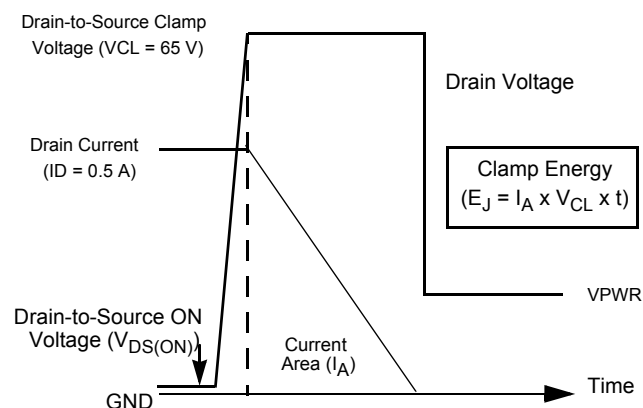 Drain-to-Source Clamp
Voltage (VCL = 65 V)
Drain Voltage
Drain Current
(ID = 0.5 A)
Clamp Energy
(EJ = IA x VCL x t)
VPWR
Drain-to-Source ON
Voltage (VDS(ON))
Current
Area (IA)
Time
GND